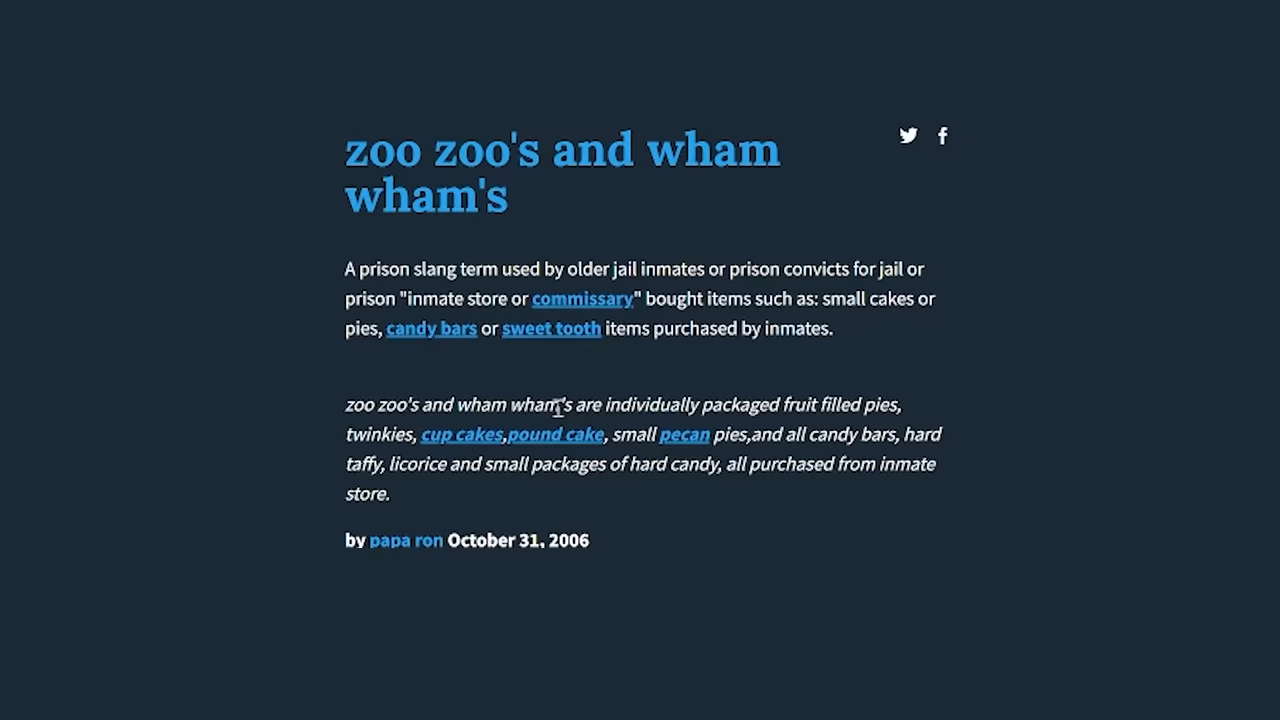 zoo zoo's and wham
wham's
A prison slang term used by older jail inmates or prison convicts for jail or
prison "inmate store or commissary" bought items such as: small cakes or
pies, candy bars or sweet tooth items purchased by inmates.
zoo zoo's and wham wham's are individually packaged fruit filled pies,
twinkies, cup cakes,pound cake, small pecan pies,and all candy bars, hard
taffy, licorice and small packages of hard candy, all purchased from inmate
store.
by papa ron October 31, 2006